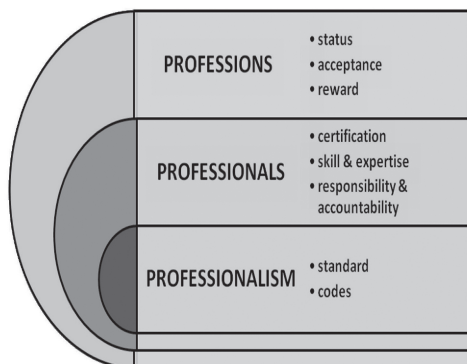 PROFESSIONS
• status
• acceptance
• reward
PROFESSIONALS
• certification
• skill & expertise
• responsibility &
accountability
PROFESSIONALISM
• standard
• codes